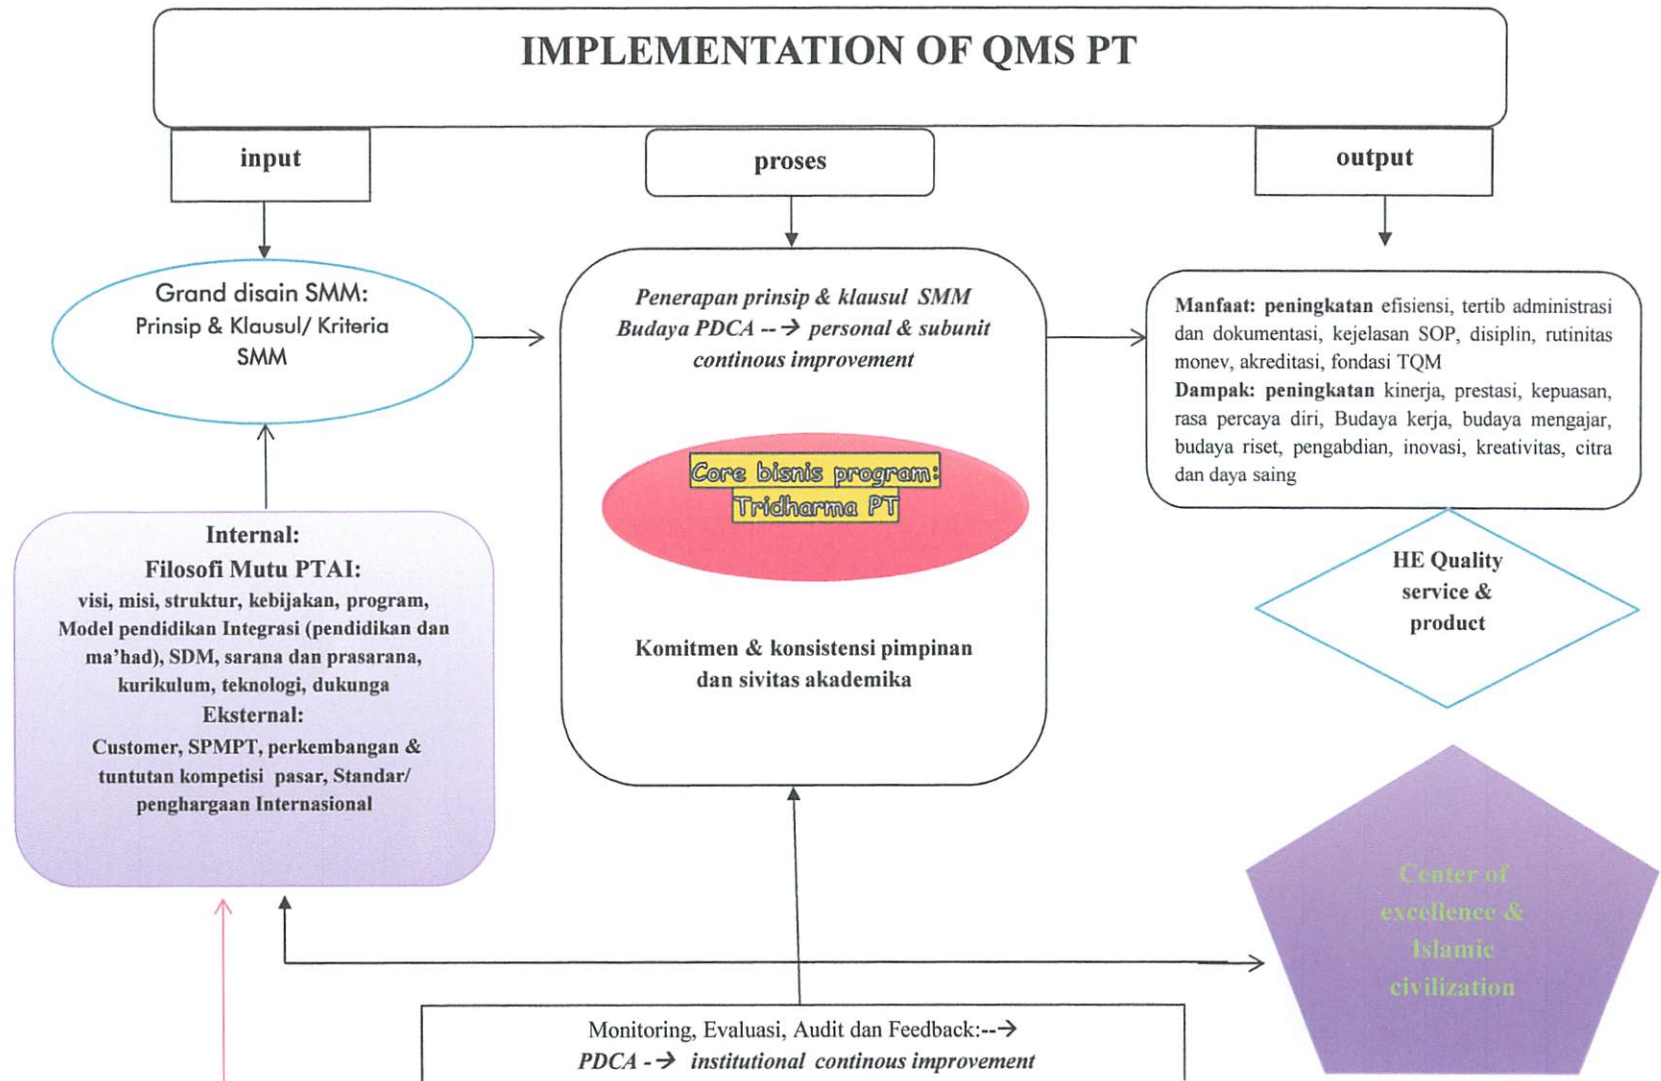 IMPLEMENTATION OF QMS PT
input
proses
output
Grand disain SMM:
Prinsip & Klausul/ Kriteria
SMM
Penerapan prinsip & klausul SMM
Budaya PDCA --→ personal & subunit
continous improvement
Core bisnis program:
Tridharma PT
Komitmen & konsistensi pimpinan
dan sivitas akademika
Manfaat: peningkatan efisiensi, tertib administrasi
dan dokumentasi, kejelasan SOP, disiplin, rutinitas
monev, akreditasi, fondasi TQM
Dampak: peningkatan kinerja, prestasi, kepuasan,
rasa percaya diri, Budaya kerja, budaya mengajar,
budaya riset, pengabdian, inovasi, kreativitas, citra
dan daya saing
Internal:
Filosofi Mutu PTAI:
visi, misi, struktur, kebijakan, program,
Model pendidikan Integrasi (pendidikan dan
ma'had), SDM, sarana dan prasarana,
kurikulum, teknologi, dukunga
Eksternal:
Customer, SPMPT, perkembangan &
tuntutan kompetisi pasar, Standar/
penghargaan Internasional
HE Quality
service &
product
Center of
excellence &
Islamic
civilization
Monitoring, Evaluasi, Audit dan Feedback:--→
PDCA -→ institutional continous improvement